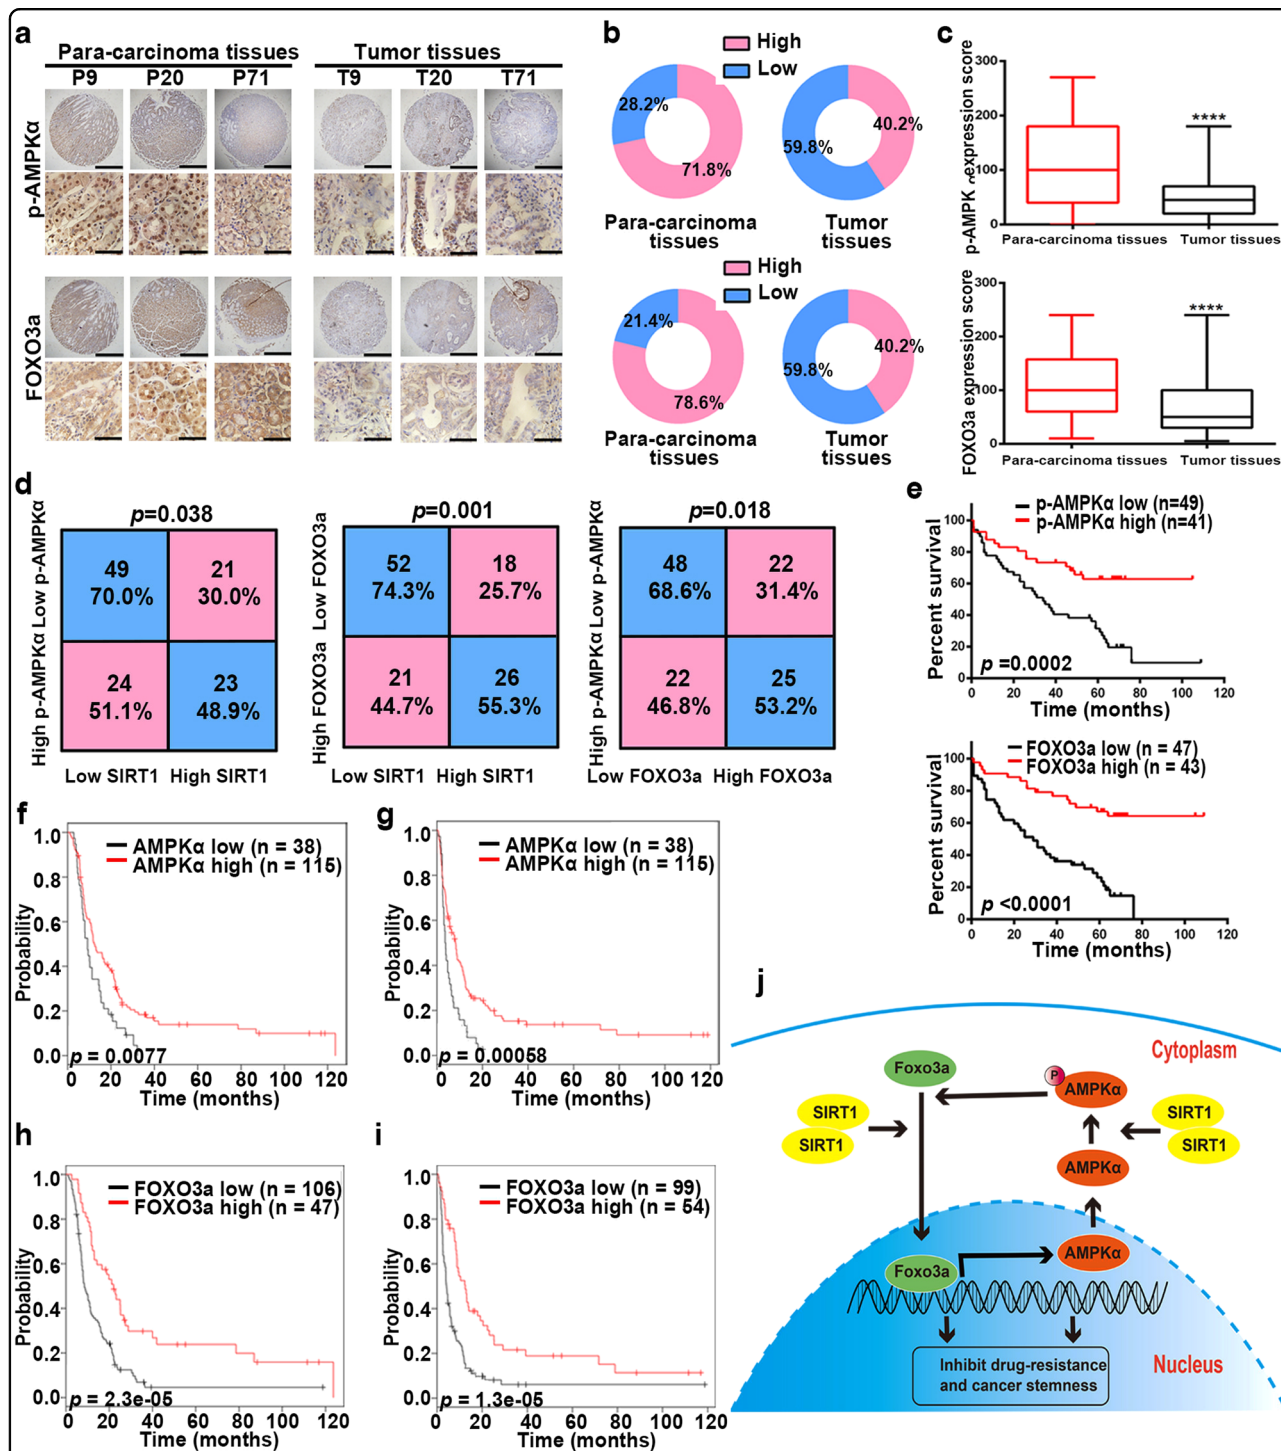 a
Para-carcinoma tissues
Tumor tissues
P9 P20 P71 T9 T20 T71
p-AMPKα
FOXO3a
b
High
Low
28.2%
71.8%
59.8%
40.2%
Para-carcinoma
tissues
Tumor
tissues
High
Low
21.4%
78.6%
59.8%
40.2%
Para-carcinoma
tissues
Tumor
tissues
c
p-AMPK α expression score
300
200
100
0
****
Para-carcinoma tissues Tumor tissues
FOXO3a expression score
300
200
100
0
****
Para-carcinoma tissues Tumor tissues
d
p=0.038
High p-AMPKα Low p-AMPKα
49
70.0%
21
30.0%
24
51.1%
23
48.9%
Low SIRT1 High SIRT1
p=0.001
High FOXO3a Low FOXO3a
52
74.3%
18
25.7%
21
44.7%
26
55.3%
Low SIRT1 High SIRT1
p=0.018
High p-AMPKα Low p-AMPKα
48
68.6%
22
31.4%
22
46.8%
25
53.2%
Low FOXO3a High FOXO3a
e
p-AMPKα low (n=49)
p-AMPKα high (n=41)
Percent survival
100
80
60
40
20
0
p =0.0002
0 20 40 60 80 100 120
Time (months)
FOXO3a low (n = 47)
FOXO3a high (n = 43)
Percent survival
100
80
60
40
20
0
p <0.0001
0 20 40 60 80 100 120
Time (months)
f
AMPKα low (n = 38)
AMPKα high (n = 115)
Probability
1.0
0.8
0.6
0.4
0.2
0.0
p = 0.0077
0 20 40 60 80 100 120
Time (months)
g
AMPKα low (n = 38)
AMPKα high (n = 115)
Probability
1.0
0.8
0.6
0.4
0.2
0.0
p = 0.00058
0 20 40 60 80 100 120
Time (months)
h
FOXO3a low (n = 106)
FOXO3a high (n = 47)
Probability
1.0
0.8
0.6
0.4
0.2
0.0
p = 2.3e-05
0 20 40 60 80 100 120
Time (months)
i
FOXO3a low (n = 99)
FOXO3a high (n = 54)
Probability
1.0
0.8
0.6
0.4
0.2
0.0
p = 1.3e-05
0 20 40 60 80 100 120
Time (months)
j
Cytoplasm
Foxo3a
P
AMPKα
SIRT1
SIRT1
SIRT1
SIRT1
AMPKα
Foxo3a
AMPKα
Inhibit drug-resistance
and cancer stemness
Nucleus